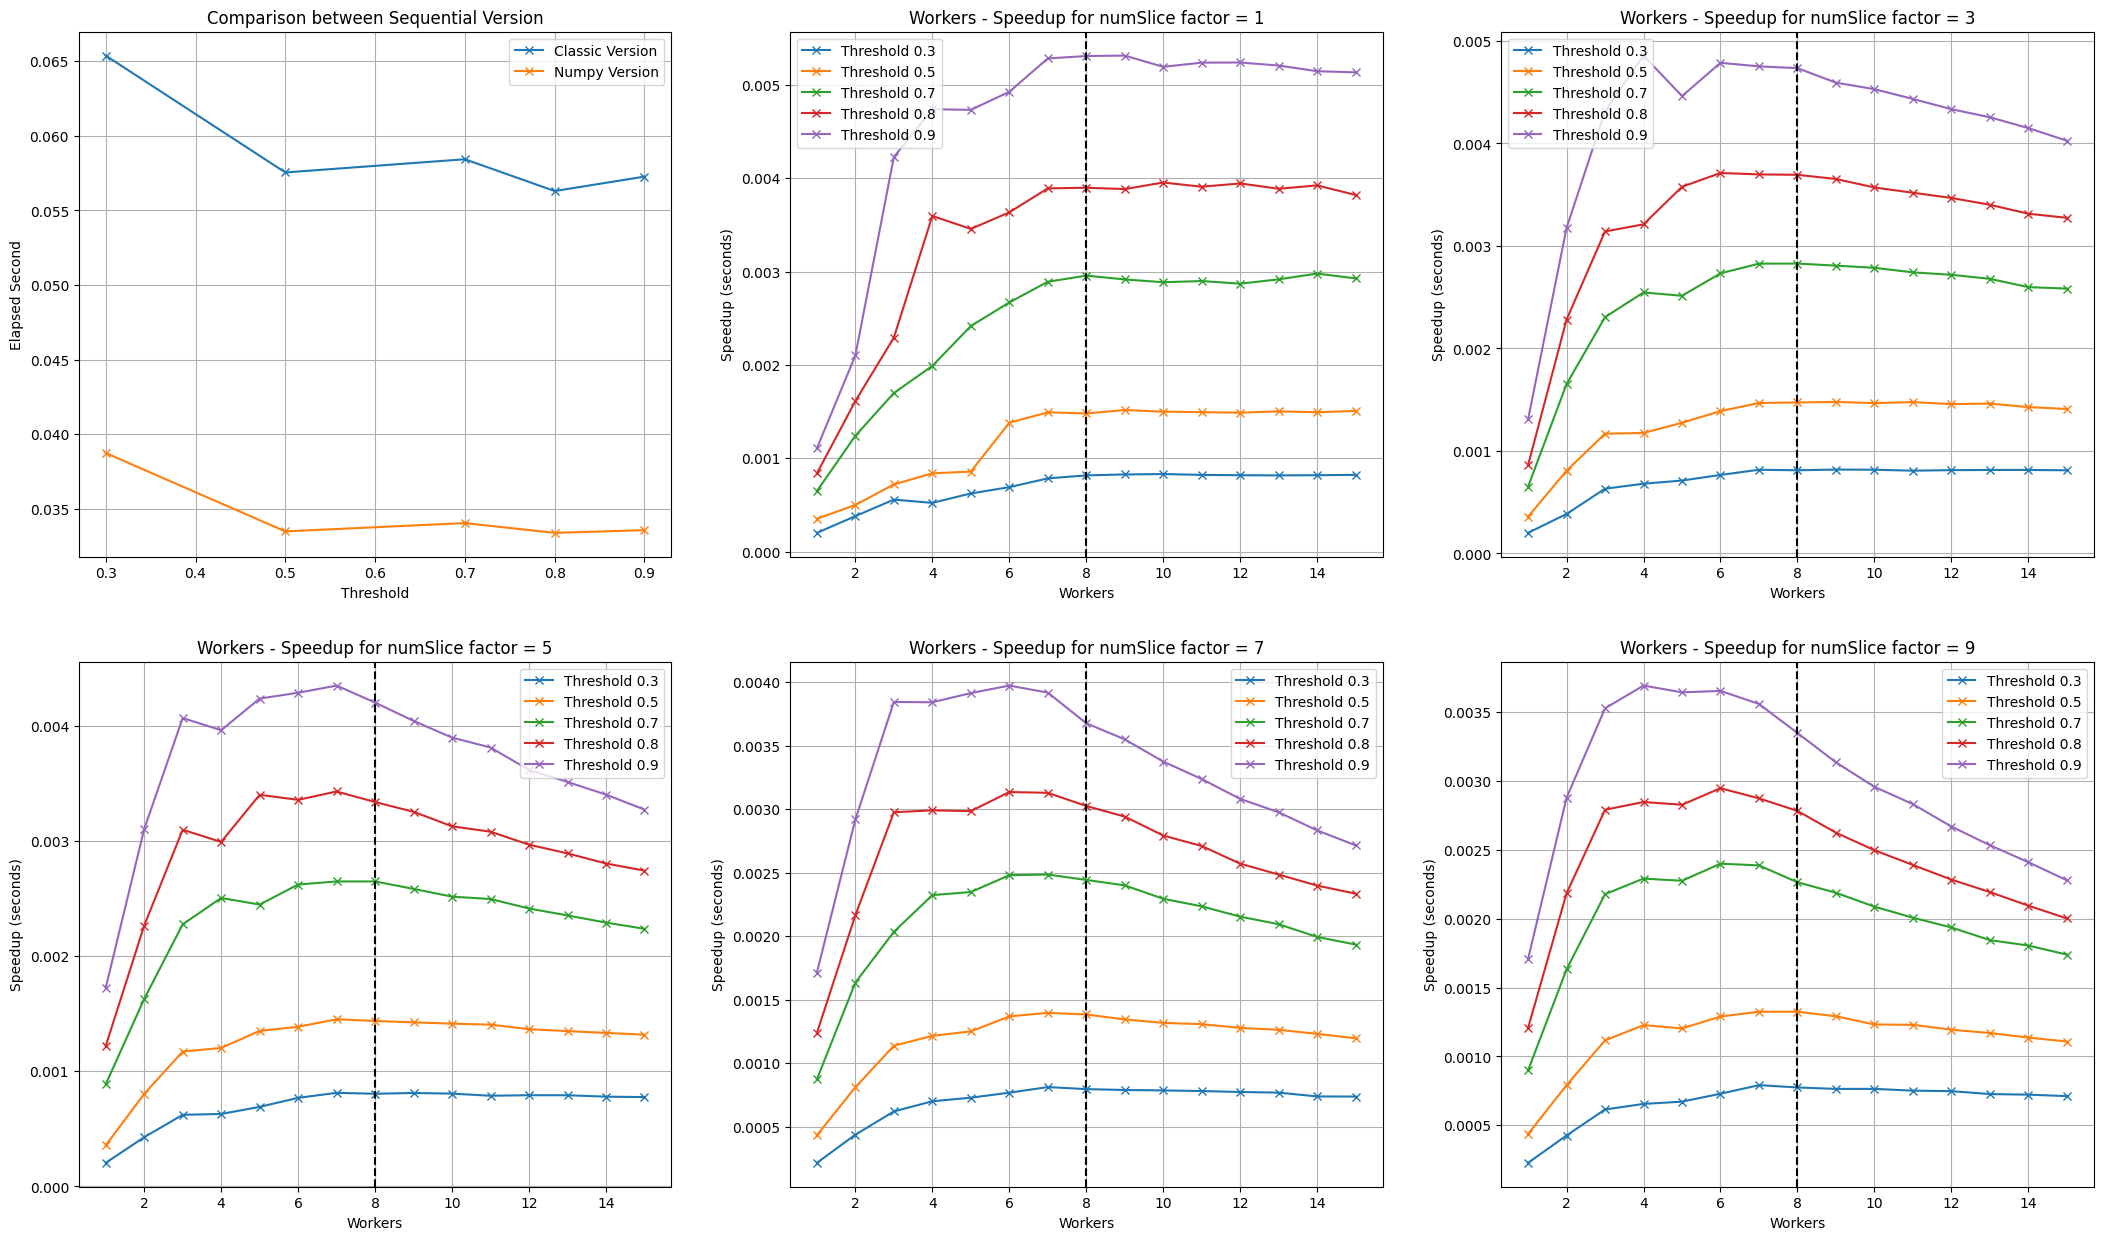 Comparison between Sequential Version
Elapsed Second
0.065
0.060
0.055
0.050
0.045
0.040
0.035
Classic Version
Numpy Version
0.3 0.4 0.5 0.6 0.7 0.8 0.9
Threshold
Workers - Speedup for numSlice factor = 1
Speedup (seconds)
0.005
0.004
0.003
0.002
0.001
0.000
Threshold 0.3
Threshold 0.5
Threshold 0.7
Threshold 0.8
Threshold 0.9
2 4 6 8 10 12 14
Workers
Workers - Speedup for numSlice factor = 3
Speedup (seconds)
0.005
0.004
0.003
0.002
0.001
0.000
Threshold 0.3
Threshold 0.5
Threshold 0.7
Threshold 0.8
Threshold 0.9
2 4 6 8 10 12 14
Workers
Workers - Speedup for numSlice factor = 5
Speedup (seconds)
0.004
0.003
0.002
0.001
0.000
Threshold 0.3
Threshold 0.5
Threshold 0.7
Threshold 0.8
Threshold 0.9
2 4 6 8 10 12 14
Workers
Workers - Speedup for numSlice factor = 7
Speedup (seconds)
0.0040
0.0035
0.0030
0.0025
0.0020
0.0015
0.0010
0.0005
Threshold 0.3
Threshold 0.5
Threshold 0.7
Threshold 0.8
Threshold 0.9
2 4 6 8 10 12 14
Workers
Workers - Speedup for numSlice factor = 9
Speedup (seconds)
0.0035
0.0030
0.0025
0.0020
0.0015
0.0010
0.0005
Threshold 0.3
Threshold 0.5
Threshold 0.7
Threshold 0.8
Threshold 0.9
2 4 6 8 10 12 14
Workers